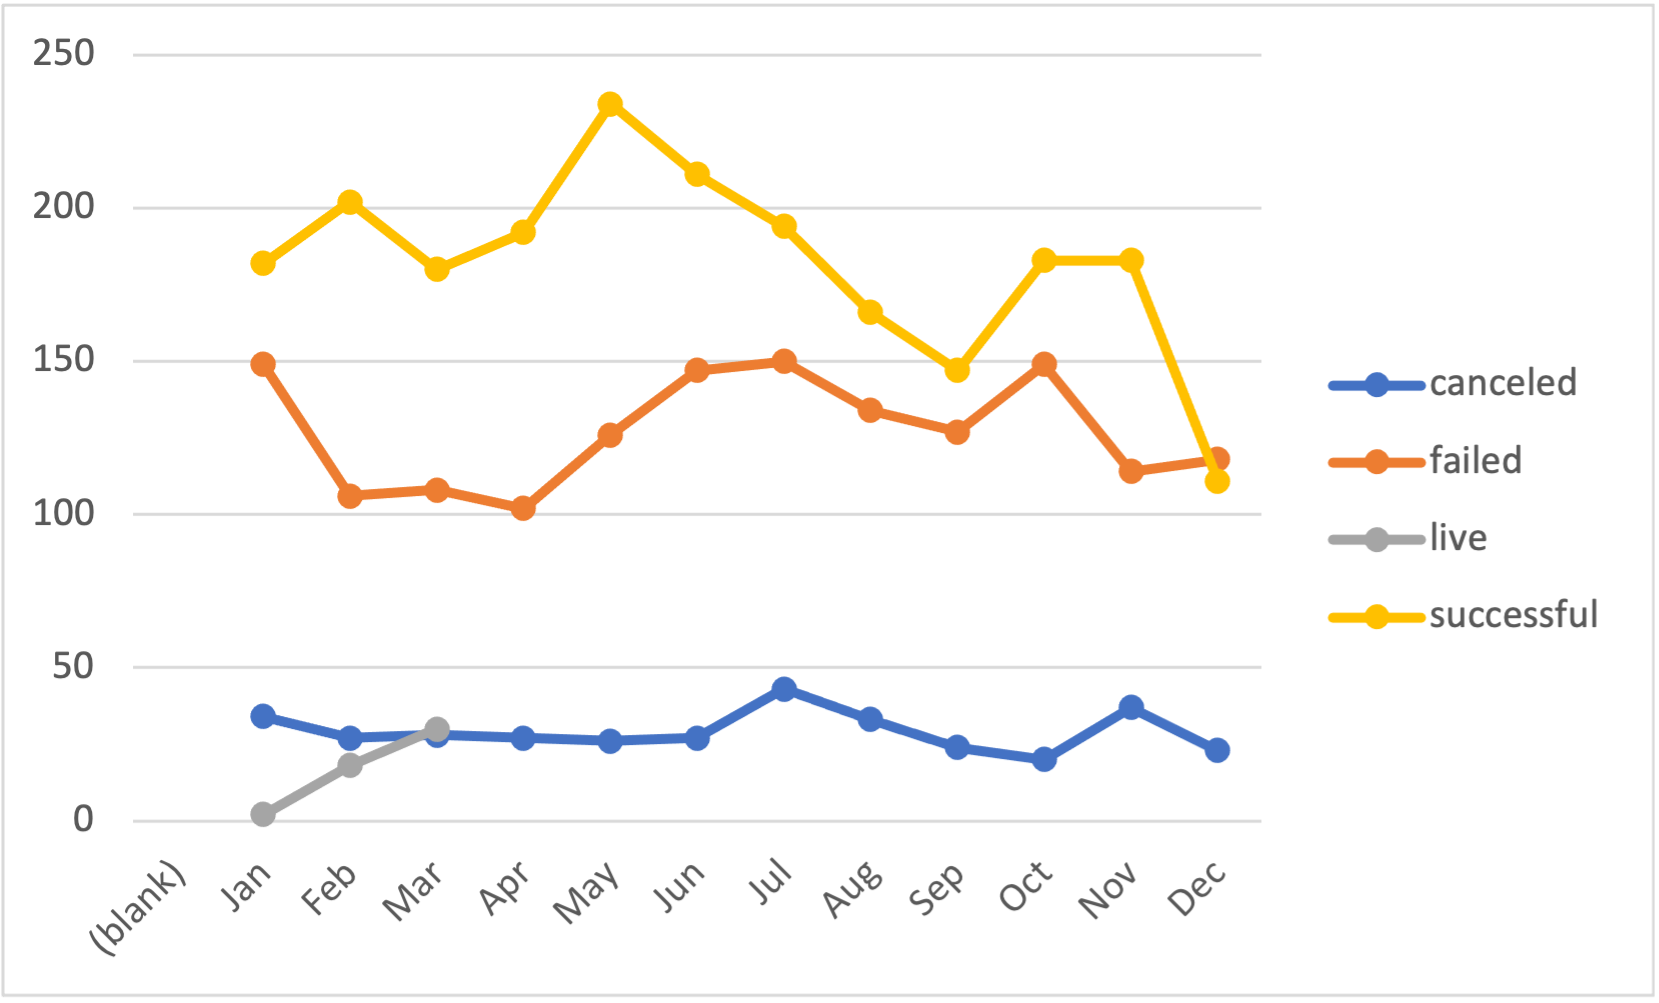 250
200
150
100
50
0
(blank) Jan Feb Mar Apr May Jun Jul Aug Sep Oct Nov Dec
canceled
failed
live
successful